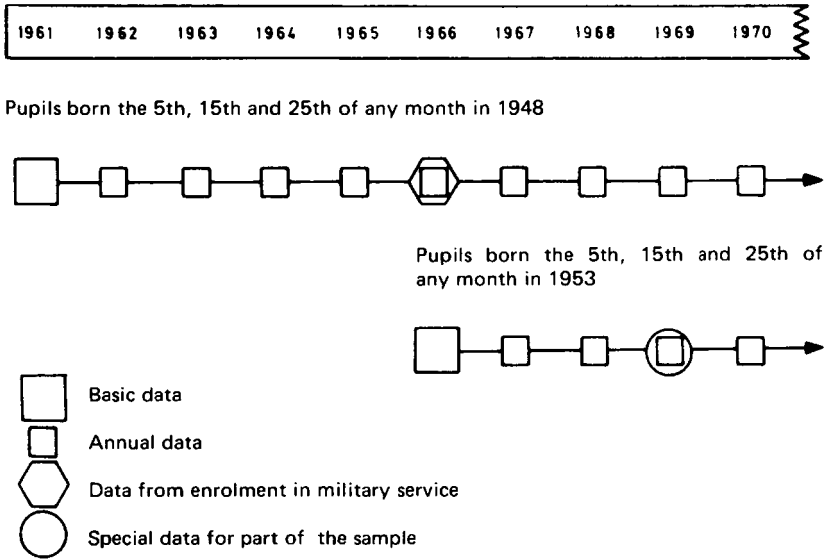 1961 1962 1963 1964 1965 1966 1967 1968 1969 1970
Pupils born the 5th, 15th and 25th of any month in 1948
Pupils born the 5th, 15th and 25th of
any month in 1953
Basic data
Annual data
Data from enrolment in military service
Special data for part of the sample